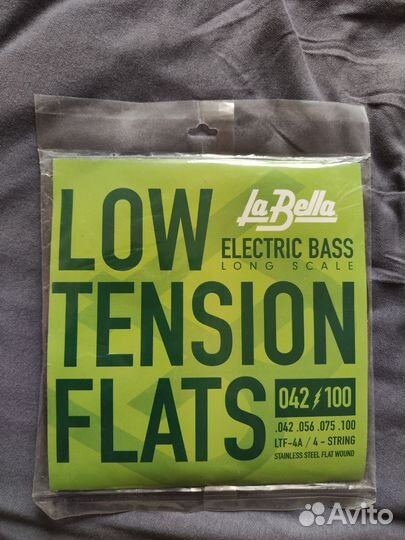 LOW
TENSION
FLATS
La Bella
ELECTRIC BASS
LONG SCALE
042 100
.042 .056 .075 .100
LTF-4A / 4 - STRING
STAINLESS STEEL FLAT WOUND
Avito